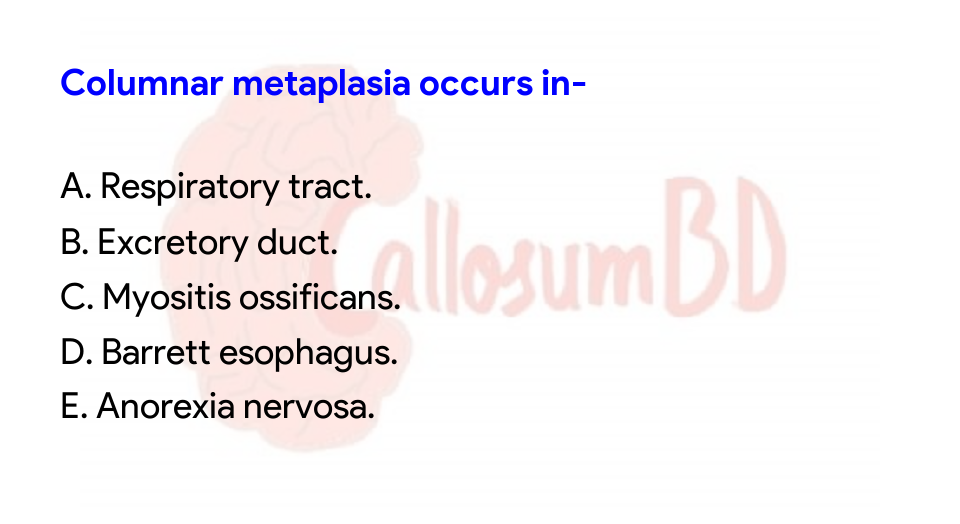 Columnar metaplasia occurs in-
A. Respiratory tract.
B. Excretory duct.
C. Myositis ossificans.
D. Barrett esophagus.
E. Anorexia nervosa.
CallosumBD